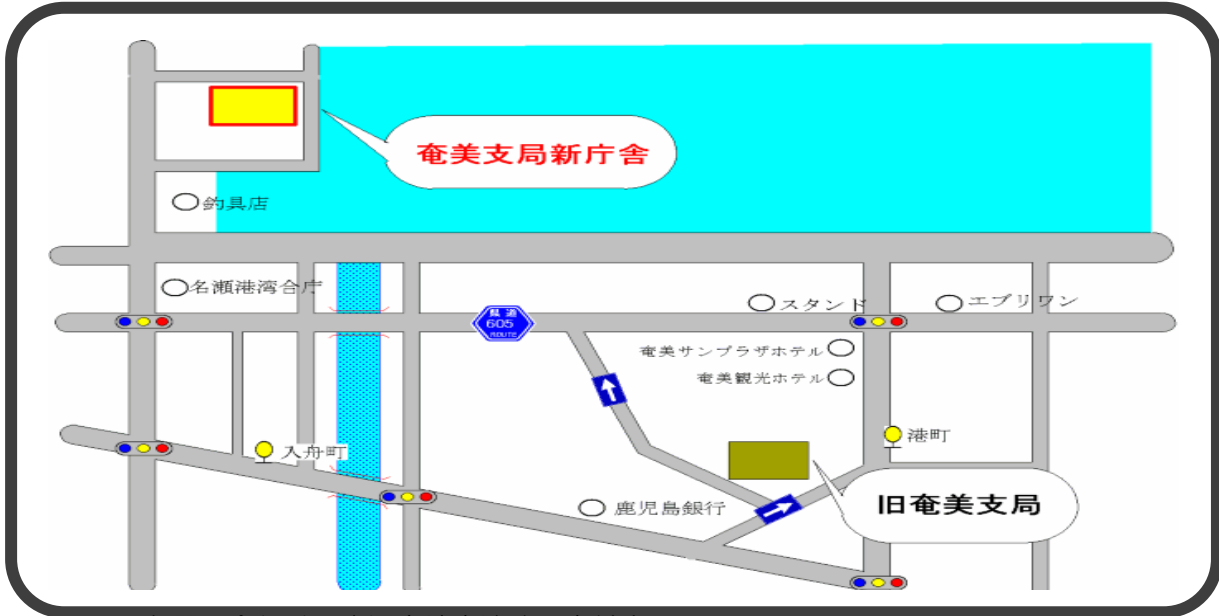 奄美支局新庁舎
釣具店
名瀬港湾合庁
スタンド
エブリワン
県道
605
ROUTE
奄美サンプラザホテル
奄美観光ホテル
港町
入舟町
鹿児島銀行
旧奄美支局